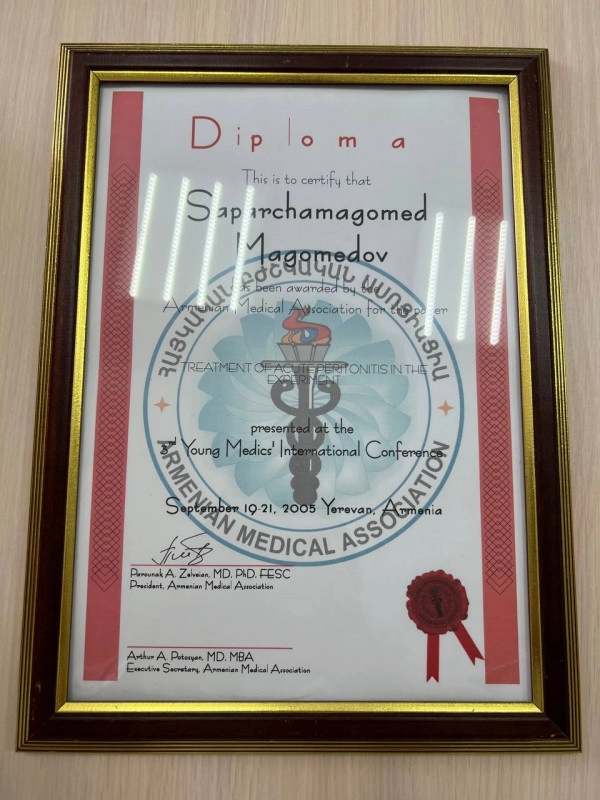 Diploma
This is to certify that
Saparchamagomed
Magomedov
has been awarded by the
Armenian Medical Association for the paper
TREATMENT OF ACUTE PERITONITIS IN THE
EXPERIMENT
presented at the
3rd Young Medics' International Conference.
September 19-21, 2005 Yerevan, Armenia
ՀԱՅԿԱԿԱՆ ԲԺՇԿԱԿԱՆ ԱՍՈՑԻԱՑԻԱ
ARMENIAN MEDICAL ASSOCIATION
Parounak A. Zelveian, MD. PhD. FESC
President, Armenian Medical Association
Arthur A. Potosyan, MD. MBA
Executive Secretary, Armenian Medical Association